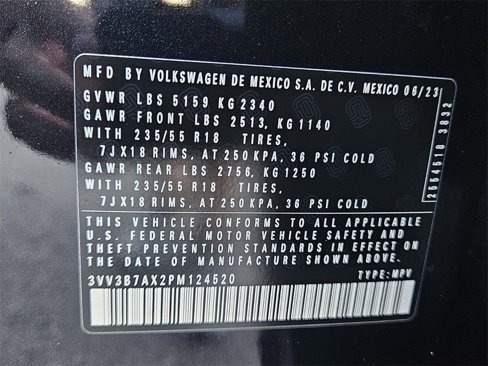 MFD BY VOLKSWAGEN DE MEXICO S.A. DE C.V. MEXICO 06/23
GVWR LBS 5159 KG 2340
GAWR FRONT LBS 2513, KG 1140
WITH 235/55 R18 TIRES,
7JX18 RIMS, AT 250 KPA, 36 PSI COLD
GAWR REAR LBS 2756, KG 1250
WITH 235/55 R18 TIRES,
7JX18 RIMS, AT 250 KPA, 36 PSI COLD
THIS VEHICLE CONFORMS TO ALL APPLICABLE
U.S. FEDERAL MOTOR VEHICLE SAFETY AND
THEFT PREVENTION STANDARDS IN EFFECT ON
THE DATE OF MANUFACTURE SHOWN ABOVE.
3VV3B7AX2PM124520 TYPE: MPV
2554518 3832